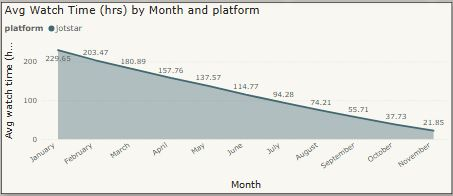 Avg Watch Time (hrs) by Month and platform
platform Jotstar
Avg watch time (h...
200
100
0
229.65
203.47
180.89
157.76
137.57
114.77
94.28
74.21
55.71
37.73
21.85
January
February
March
April
May
June
July
August
September
October
November
Month